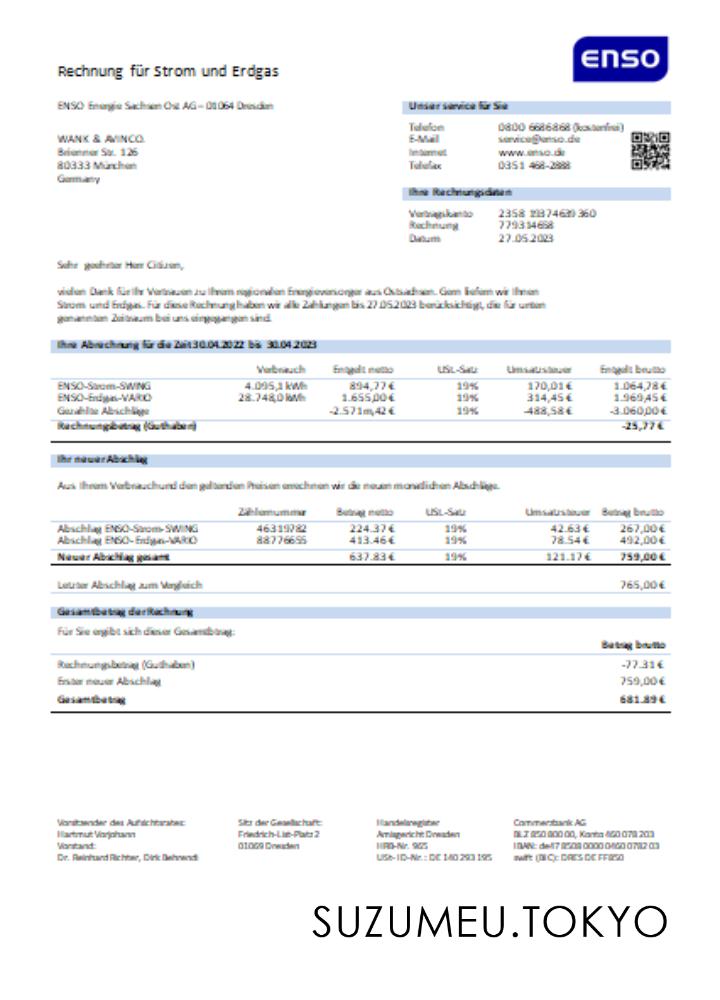 enso
Rechnung für Strom und Erdgas
ENSO Energie Sachsen Ost AG – 01064 Dresden
Unser service für Sie
WANK & AVINCO.
Brienner Str. 126
80333 München
Germany
Telefon 0800 6686868 (kostenfrei)
E-Mail service@enso.de
Internet www.enso.de
Telefax 0351 468-2888
Ihre Rechnungsdaten
Vertragskonto 2358 19374639 360
Rechnung 779314658
Datum 27.05.2023
Sehr geehrter Herr Citizen,
vielen Dank für Ihr Vertrauen zu Ihrem regionalen Energieversorger aus Ostsachsen. Gern liefern wir Ihnen
Strom und Erdgas. Für diese Rechnung haben wir alle Zahlungen bis 27.05.2023 berücksichtigt, die für unten
genannten Zeitraum bei uns eingegangen sind.
Ihre Abrechnung für die Zeit 30.04.2022 bis 30.04.2023
Verbrauch Entgelt netto USt.-Satz Umsatzsteuer Entgelt brutto
ENSO-Strom-SWING 4.095,1 kWh 894,77 € 19% 170,01 € 1.064,78 €
ENSO-Erdgas-VARIO 28.748,0 kWh 1.655,00 € 19% 314,45 € 1.969,45 €
Gezahlte Abschläge -2.571m,42 € 19% -488,58 € -3.060,00 €
Rechnungsbetrag (Guthaben) -25,77 €
Ihr neuer Abschlag
Aus Ihrem Verbrauch und den geltenden Preisen errechnen wir die neuen monatlichen Abschläge.
Zählernummer Betrag netto USt.-Satz Umsatzsteuer Betrag brutto
Abschlag ENSO-Strom-SWING 46319782 224.37 € 19% 42.63 € 267,00 €
Abschlag ENSO-Erdgas-VARIO 88776655 413.46 € 19% 78.54 € 492,00 €
Neuer Abschlag gesamt 637.83 € 19% 121.17 € 759,00 €
Letzter Abschlag zum Vergleich 765,00 €
Gesamtbetrag der Rechnung
Für Sie ergibt sich dieser Gesamtbtrag:
Betrag brutto
Rechnungsbetrag (Guthaben) -77.31 €
Erster neuer Abschlag 759,00 €
Gesamtbetrag 681.89 €
Vorsitzender des Aufsichtsrates:
Hartmut Vorjohann
Vorstand:
Dr. Reinhard Richter, Dirk Behrendt
Sitz der Gesellschaft:
Friedrich-List-Platz 2
01069 Dresden
Handelsregister
Amtsgericht Dresden
HRB-Nr. 965
USt-ID-Nr.: DE 140 293 195
Commerzbank AG
BLZ 850 800 00, Konto 460 078 203
IBAN: de47 8508 0000 0460 0782 03
swift (BIC): DRES DE FF850
SUZUMEU.TOKYO